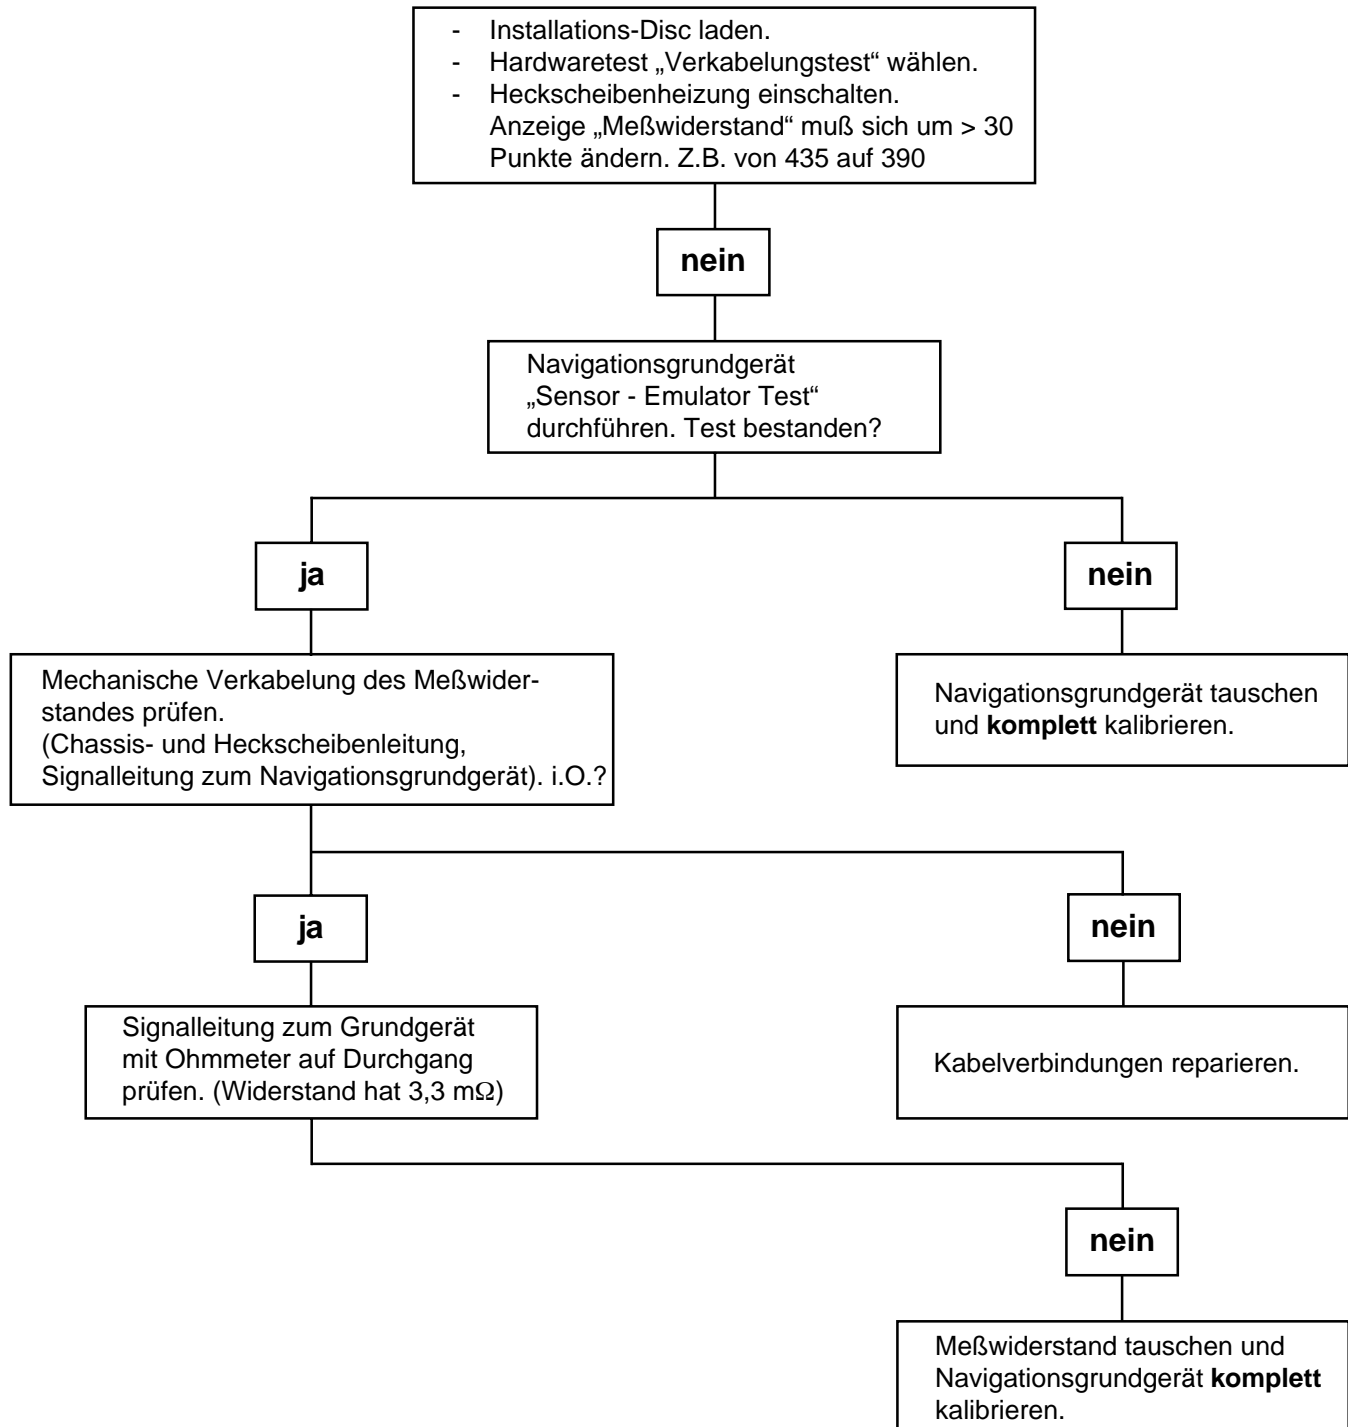 - Installations-Disc laden.
- Hardwaretest „Verkabelungstest“ wählen.
- Heckscheibenheizung einschalten.
Anzeige „Meßwiderstand“ muß sich um > 30
Punkte ändern. Z.B. von 435 auf 390
nein
Navigationsgrundgerät
„Sensor - Emulator Test“
durchführen. Test bestanden?
ja
nein
Mechanische Verkabelung des Meßwider-
standes prüfen.
(Chassis- und Heckscheibenleitung,
Signalleitung zum Navigationsgrundgerät). i.O.?
Navigationsgrundgerät tauschen
und komplett kalibrieren.
ja
nein
Signalleitung zum Grundgerät
mit Ohmmeter auf Durchgang
prüfen. (Widerstand hat 3,3 mΩ)
Kabelverbindungen reparieren.
nein
Meßwiderstand tauschen und
Navigationsgrundgerät komplett
kalibrieren.